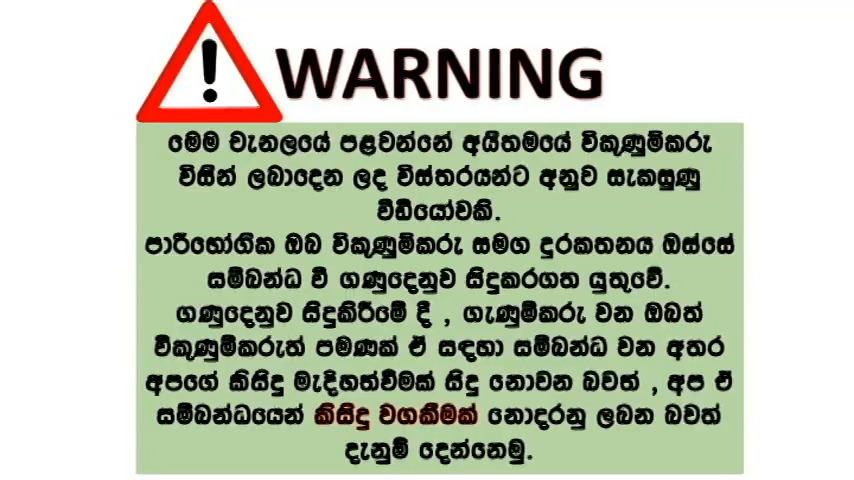 WARNING
මෙම චැනලයේ පළවන්නේ අයිතමයේ විකුණුම්කරු
විසින් ලබාදෙන ලද විස්තරයන්ට අනුව සැකසුණු
වීඩියෝවකි.
පාරිභෝගික ඔබ විකුණුම්කරු සමග දුරකතනය ඔස්සේ
සම්බන්ධ වී ගණුදෙනුව සිදුකරගත යුතුවේ.
ගණුදෙනුව සිදුකිරීමේ දී , ගැණුම්කරු වන ඔබත්
විකුණුම්කරුත් පමණක් ඒ සඳහා සම්බන්ධ වන අතර
අපගේ කිසිදු මැදිහත්වීමක් සිදු නොවන බවත් , අප ඒ
සම්බන්ධයෙන් කිසිදු වගකීමක් නොදරනු ලබන බවත්
දැනුම් දෙන්නෙමු.